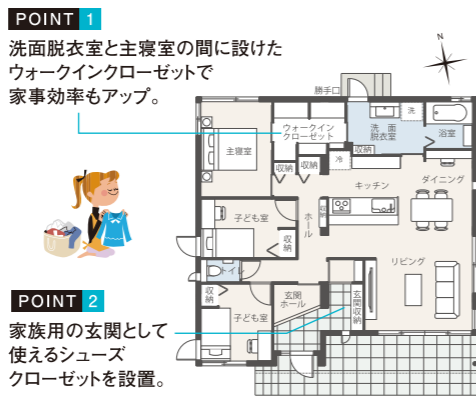 POINT 1
洗面脱衣室と主寝室の間に設けた
ウォークインクローゼットで
家事効率もアップ。
N
勝手口
ウォークイン
クローゼット
洗面
脱衣室
洗
浴室
収納
主寝室
収納
収納
冷
キッチン
ダイニング
子ども室
収納
ホール
収納
リビング
トイレ
収納
子ども室
玄関
ホール
玄関収納
POINT 2
家族用の玄関として
使えるシューズ
クローゼットを設置。